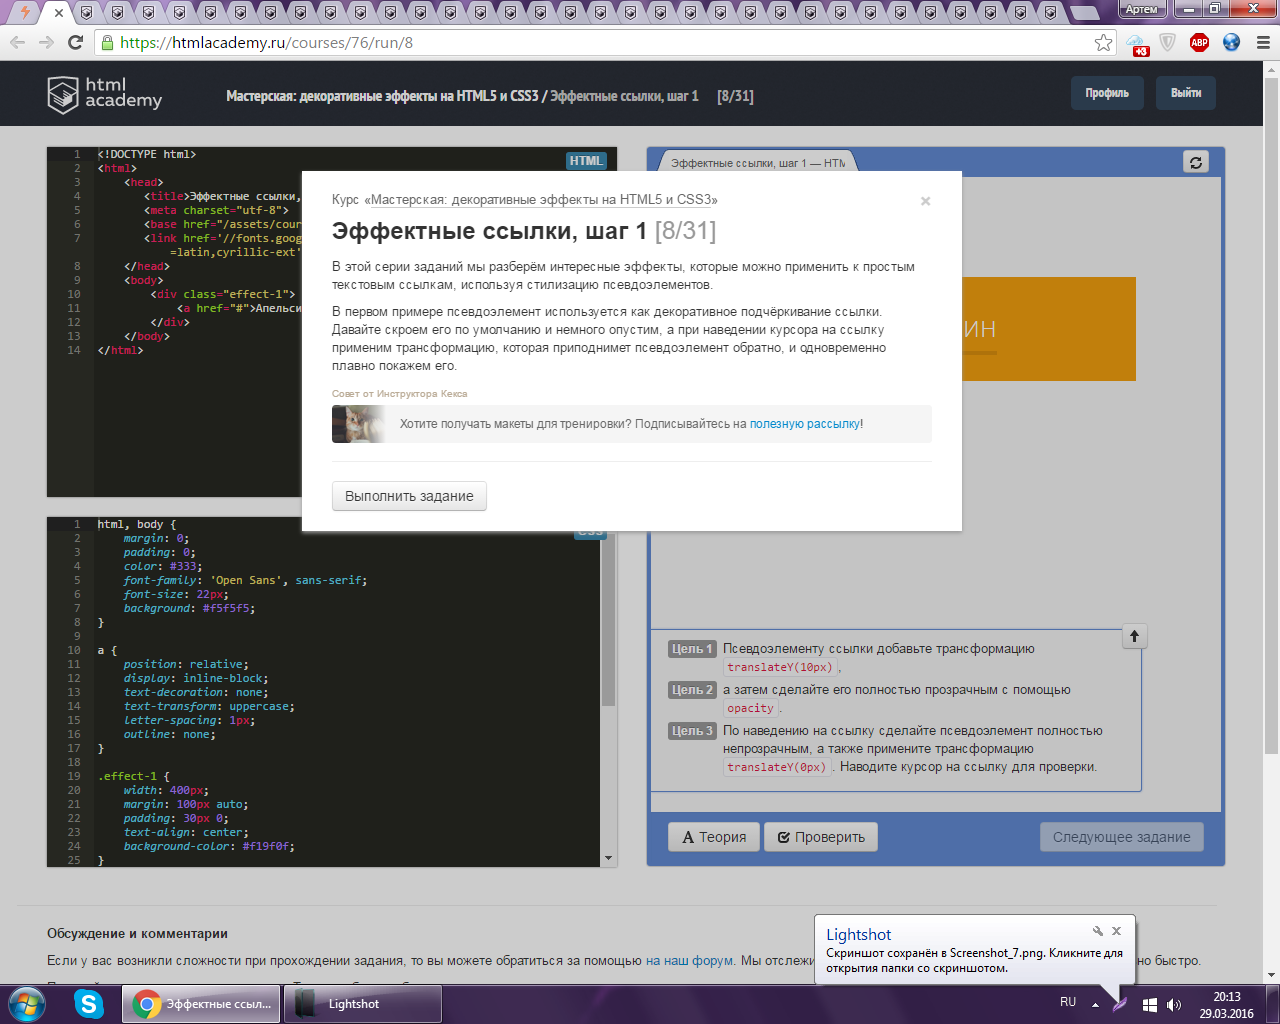 Артем
https://htmlacademy.ru/courses/76/run/8
+3
ABP
html
academy
Мастерская: декоративные эффекты на HTML5 и CSS3 / Эффектные ссылки, шаг 1 [8/31]
Профиль
Выйти
HTML
1 <!DOCTYPE html>
2 <html>
3 <head>
4 <title>Эффектные ссылки,
5 <meta charset="utf-8">
6 <base href="/assets/cour
7 <link href='//fonts.goog
=latin,cyrillic-ext'
8 </head>
9 <body>
10 <div class="effect-1">
11 <a href="#">Апельси
12 </div>
13 </body>
14 </html>
Эффектные ссылки, шаг 1 — HTM
ИН
Курс «Мастерская: декоративные эффекты на HTML5 и CSS3»
×
Эффектные ссылки, шаг 1 [8/31]
В этой серии заданий мы разберём интересные эффекты, которые можно применить к простым
текстовым ссылкам, используя стилизацию псевдоэлементов.
В первом примере псевдоэлемент используется как декоративное подчёркивание ссылки.
Давайте скроем его по умолчанию и немного опустим, а при наведении курсора на ссылку
применим трансформацию, которая приподнимет псевдоэлемент обратно, и одновременно
плавно покажем его.
Совет от Инструктора Кекса
Хотите получать макеты для тренировки? Подписывайтесь на полезную рассылку!
Выполнить задание
CSS
1 html, body {
2 margin: 0;
3 padding: 0;
4 color: #333;
5 font-family: 'Open Sans', sans-serif;
6 font-size: 22px;
7 background: #f5f5f5;
8 }
9
10 a {
11 position: relative;
12 display: inline-block;
13 text-decoration: none;
14 text-transform: uppercase;
15 letter-spacing: 1px;
16 outline: none;
17 }
18
19 .effect-1 {
20 width: 400px;
21 margin: 100px auto;
22 padding: 30px 0;
23 text-align: center;
24 background-color: #f19f0f;
25 }
Цель 1 Псевдоэлементу ссылки добавьте трансформацию
translateY(10px),
Цель 2 а затем сделайте его полностью прозрачным с помощью
opacity.
Цель 3 По наведению на ссылку сделайте псевдоэлемент полностью
непрозрачным, а также примените трансформацию
translateY(0px). Наводите курсор на ссылку для проверки.
Теория
Проверить
Следующее задание
Обсуждение и комментарии
Если у вас возникли сложности при прохождении задания, то вы можете обратиться за помощью на наш форум. Мы отслежи
но быстро.
Lightshot
Скриншот сохранён в Screenshot_7.png. Кликните для
открытия папки со скриншотом.
Эффектные ссыл...
Lightshot
RU
20:13
29.03.2016